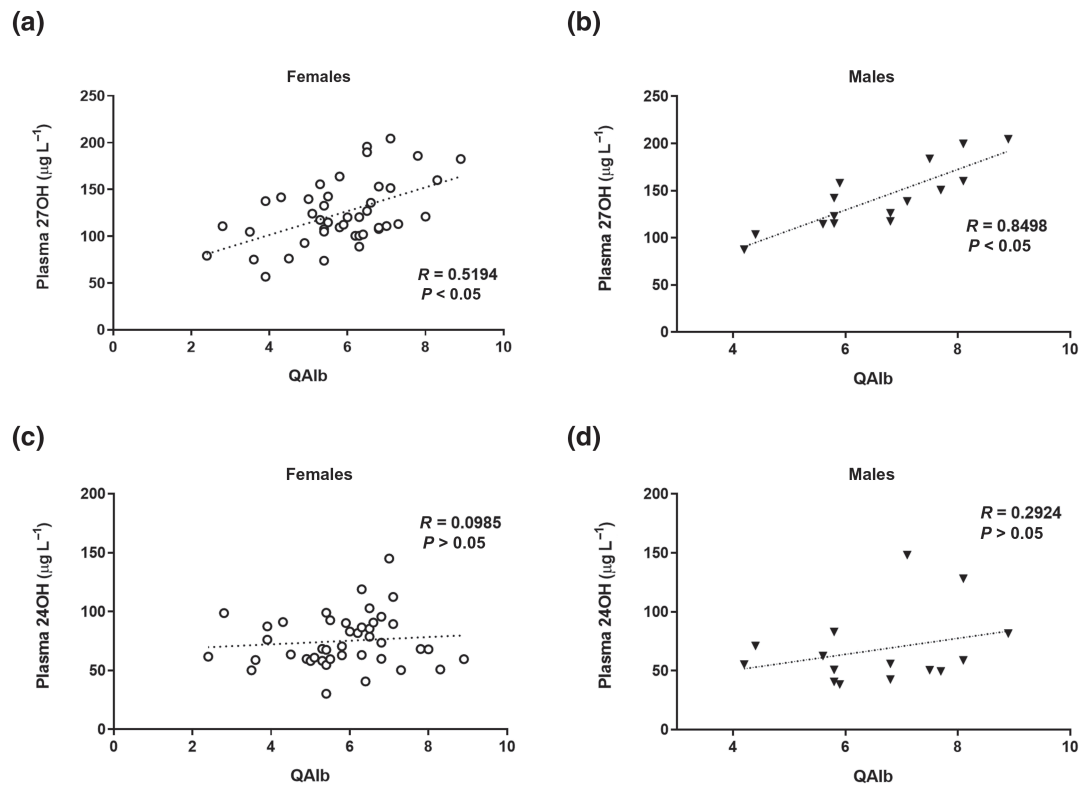 (a)
Females
Plasma 27OH (µg L⁻¹)
250
200
150
100
50
0
0 2 4 6 8 10
QAlb
R = 0.5194
P < 0.05
(b)
Males
Plasma 27OH (µg L⁻¹)
250
200
150
100
50
0
4 6 8 10
QAlb
R = 0.8498
P < 0.05
(c)
Females
Plasma 24OH (µg L⁻¹)
200
150
100
50
0
0 2 4 6 8 10
QAlb
R = 0.0985
P > 0.05
(d)
Males
Plasma 24OH (µg L⁻¹)
200
150
100
50
0
4 6 8 10
QAlb
R = 0.2924
P > 0.05